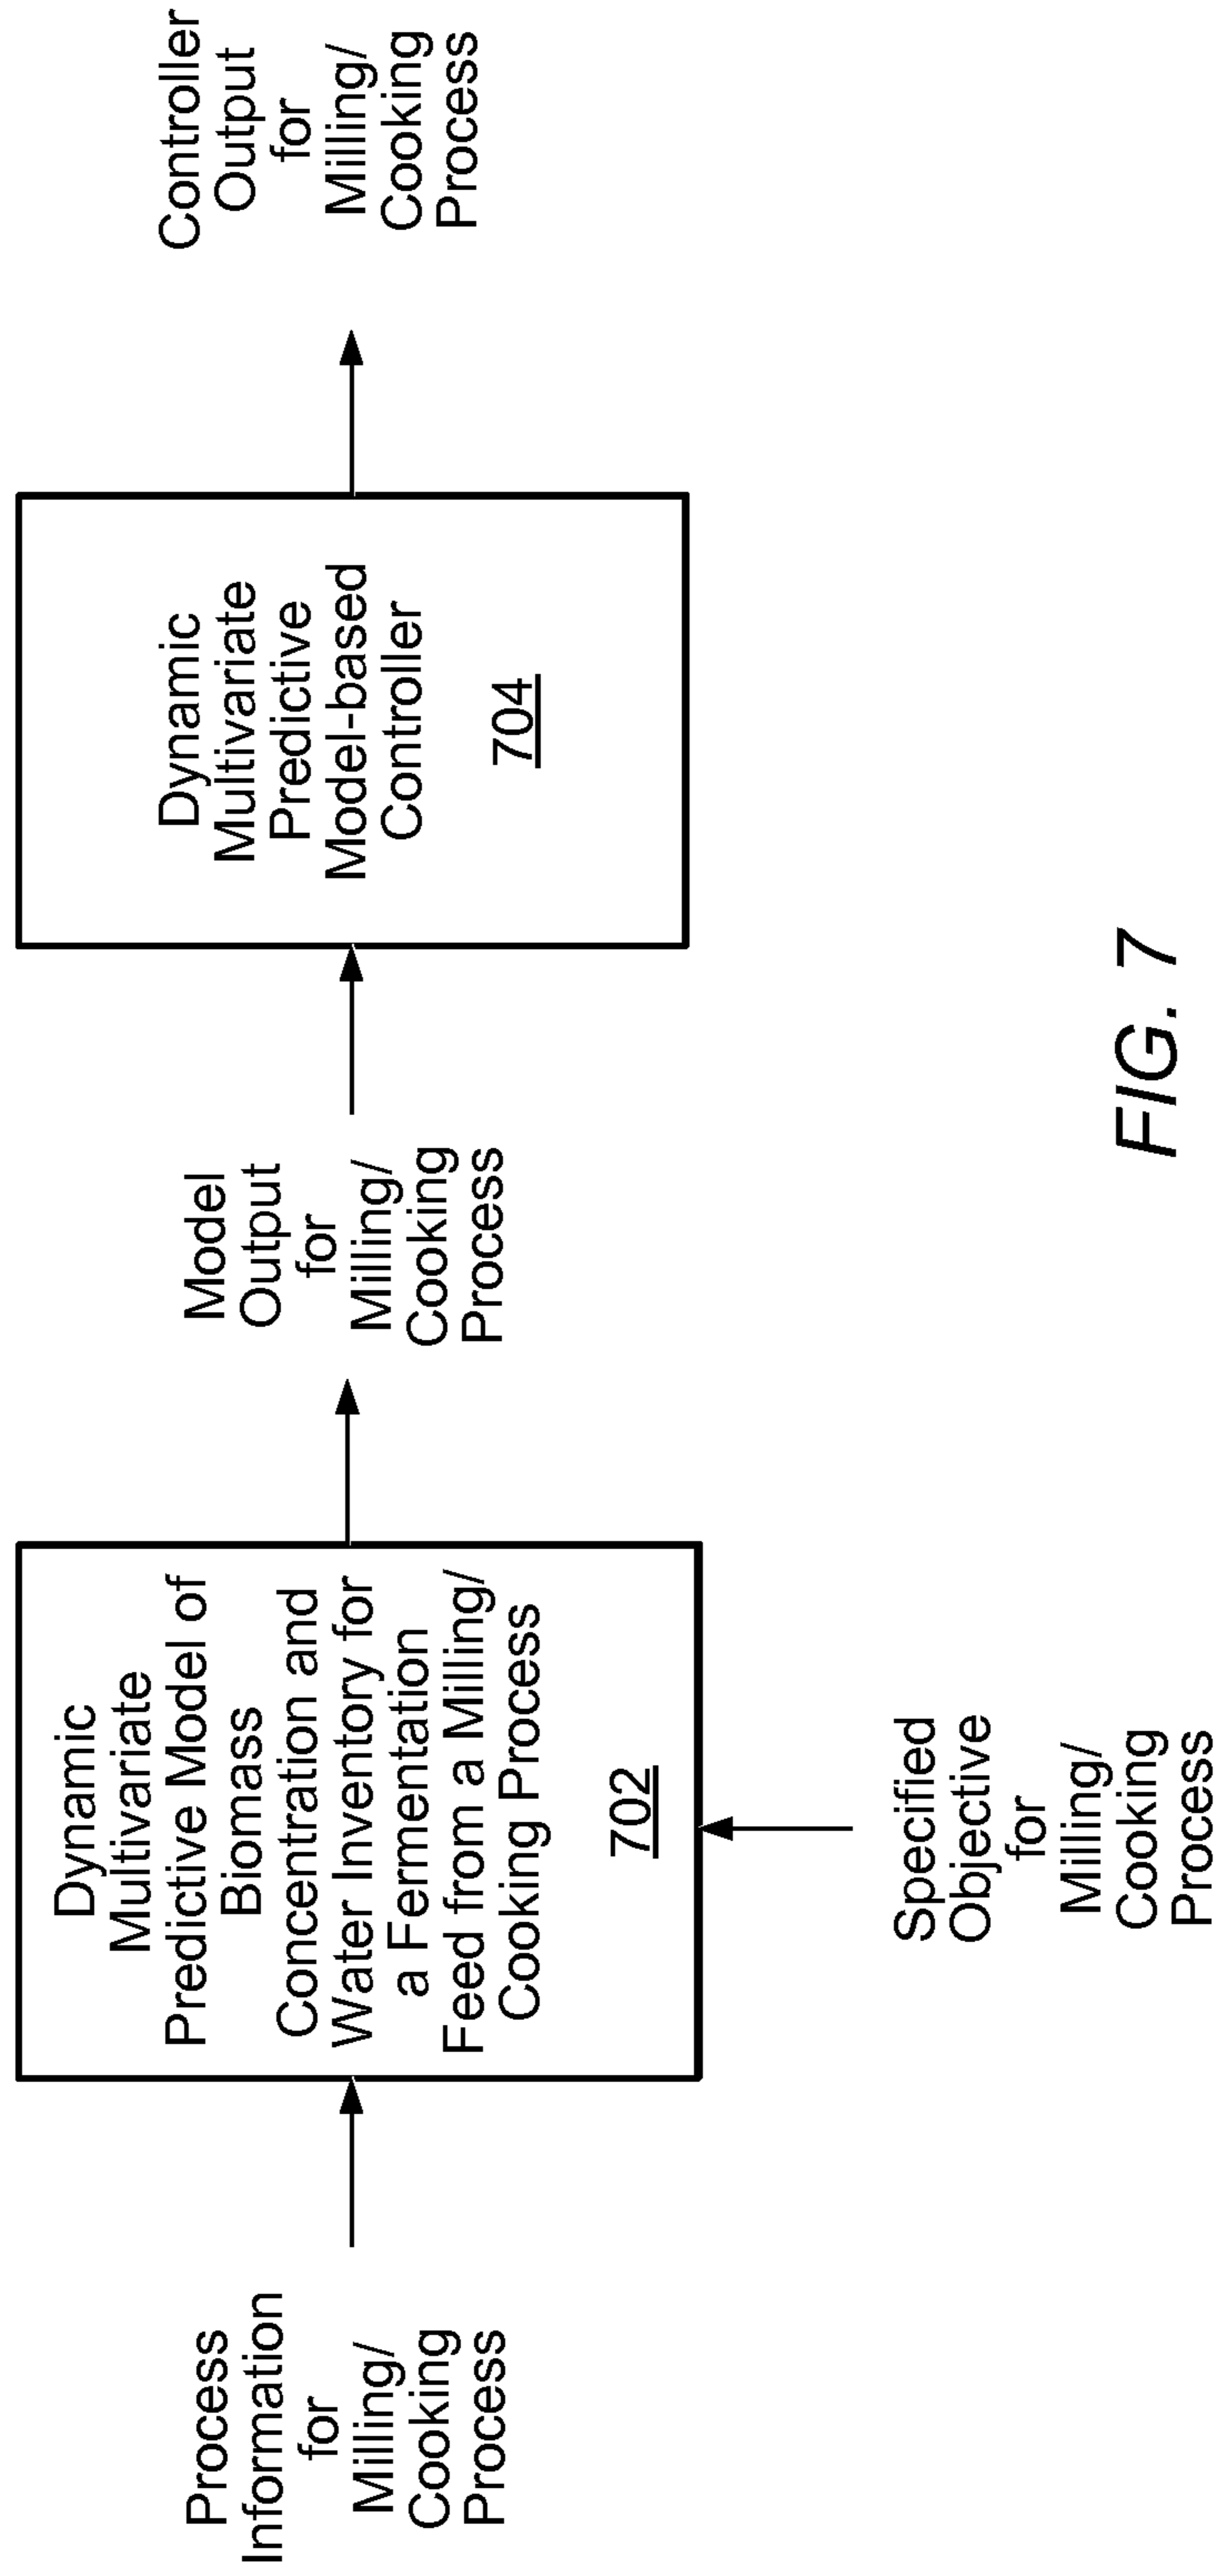 Process
Information
for
Milling/
Cooking
Process
Dynamic
Multivariate
Predictive Model of
Biomass
Concentration and
Water Inventory for
a Fermentation
Feed from a Milling/
Cooking Process
702
Specified
Objective
for
Milling/
Cooking
Process
Model
Output
for
Milling/
Cooking
Process
Dynamic
Multivariate
Predictive
Model-based
Controller
704
Controller
Output
for
Milling/
Cooking
Process
FIG. 7